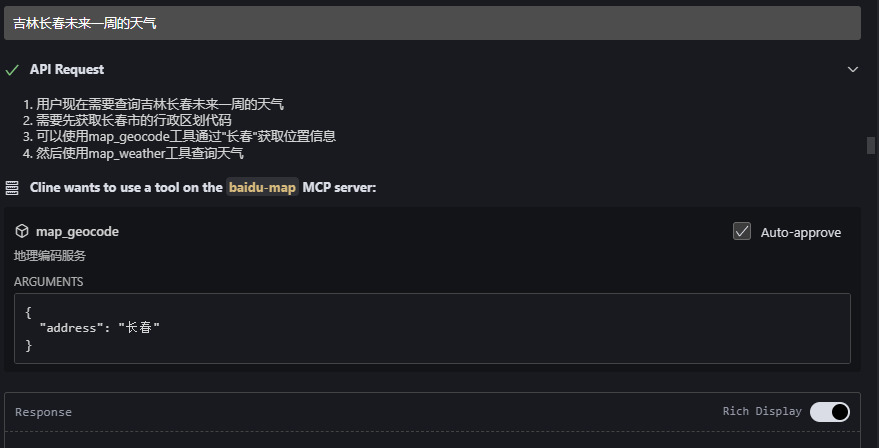 吉林长春未来一周的天气
API Request
1. 用户现在需要查询吉林长春未来一周的天气
2. 需要先获取长春市的行政区划代码
3. 可以使用map_geocode工具通过"长春"获取位置信息
4. 然后使用map_weather工具查询天气
Cline wants to use a tool on the baidu-map MCP server:
map_geocode Auto-approve
地理编码服务
ARGUMENTS
{
"address": "长春"
}
Response Rich Display